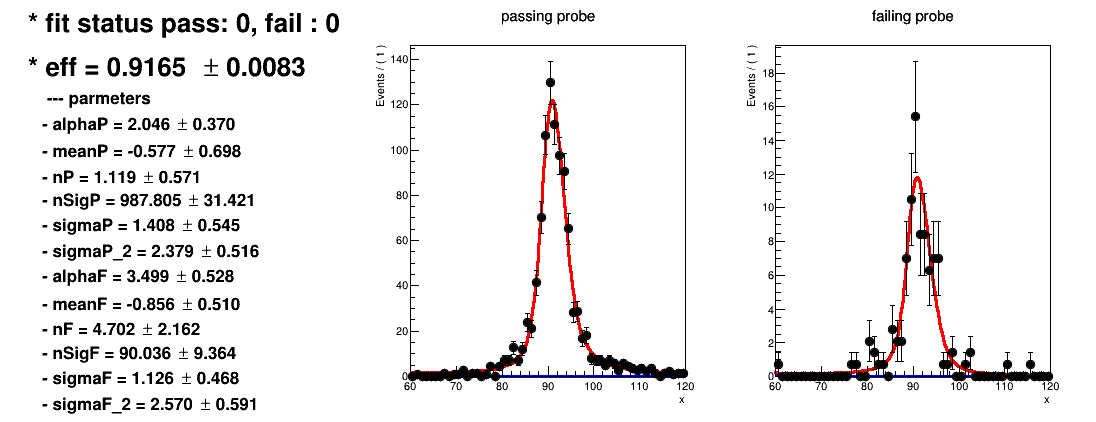 * fit status pass: 0, fail : 0
* eff = 0.9165 ± 0.0083
--- parmeters
- alphaP = 2.046 ± 0.370
- meanP = -0.577 ± 0.698
- nP = 1.119 ± 0.571
- nSigP = 987.805 ± 31.421
- sigmaP = 1.408 ± 0.545
- sigmaP_2 = 2.379 ± 0.516
- alphaF = 3.499 ± 0.528
- meanF = -0.856 ± 0.510
- nF = 4.702 ± 2.162
- nSigF = 90.036 ± 9.364
- sigmaF = 1.126 ± 0.468
- sigmaF_2 = 2.570 ± 0.591
passing probe
Events / ( 1 )
140
120
100
80
60
40
20
0
60 70 80 90 100 110 120
x
failing probe
Events / ( 1 )
18
16
14
12
10
8
6
4
2
0
60 70 80 90 100 110 120
x